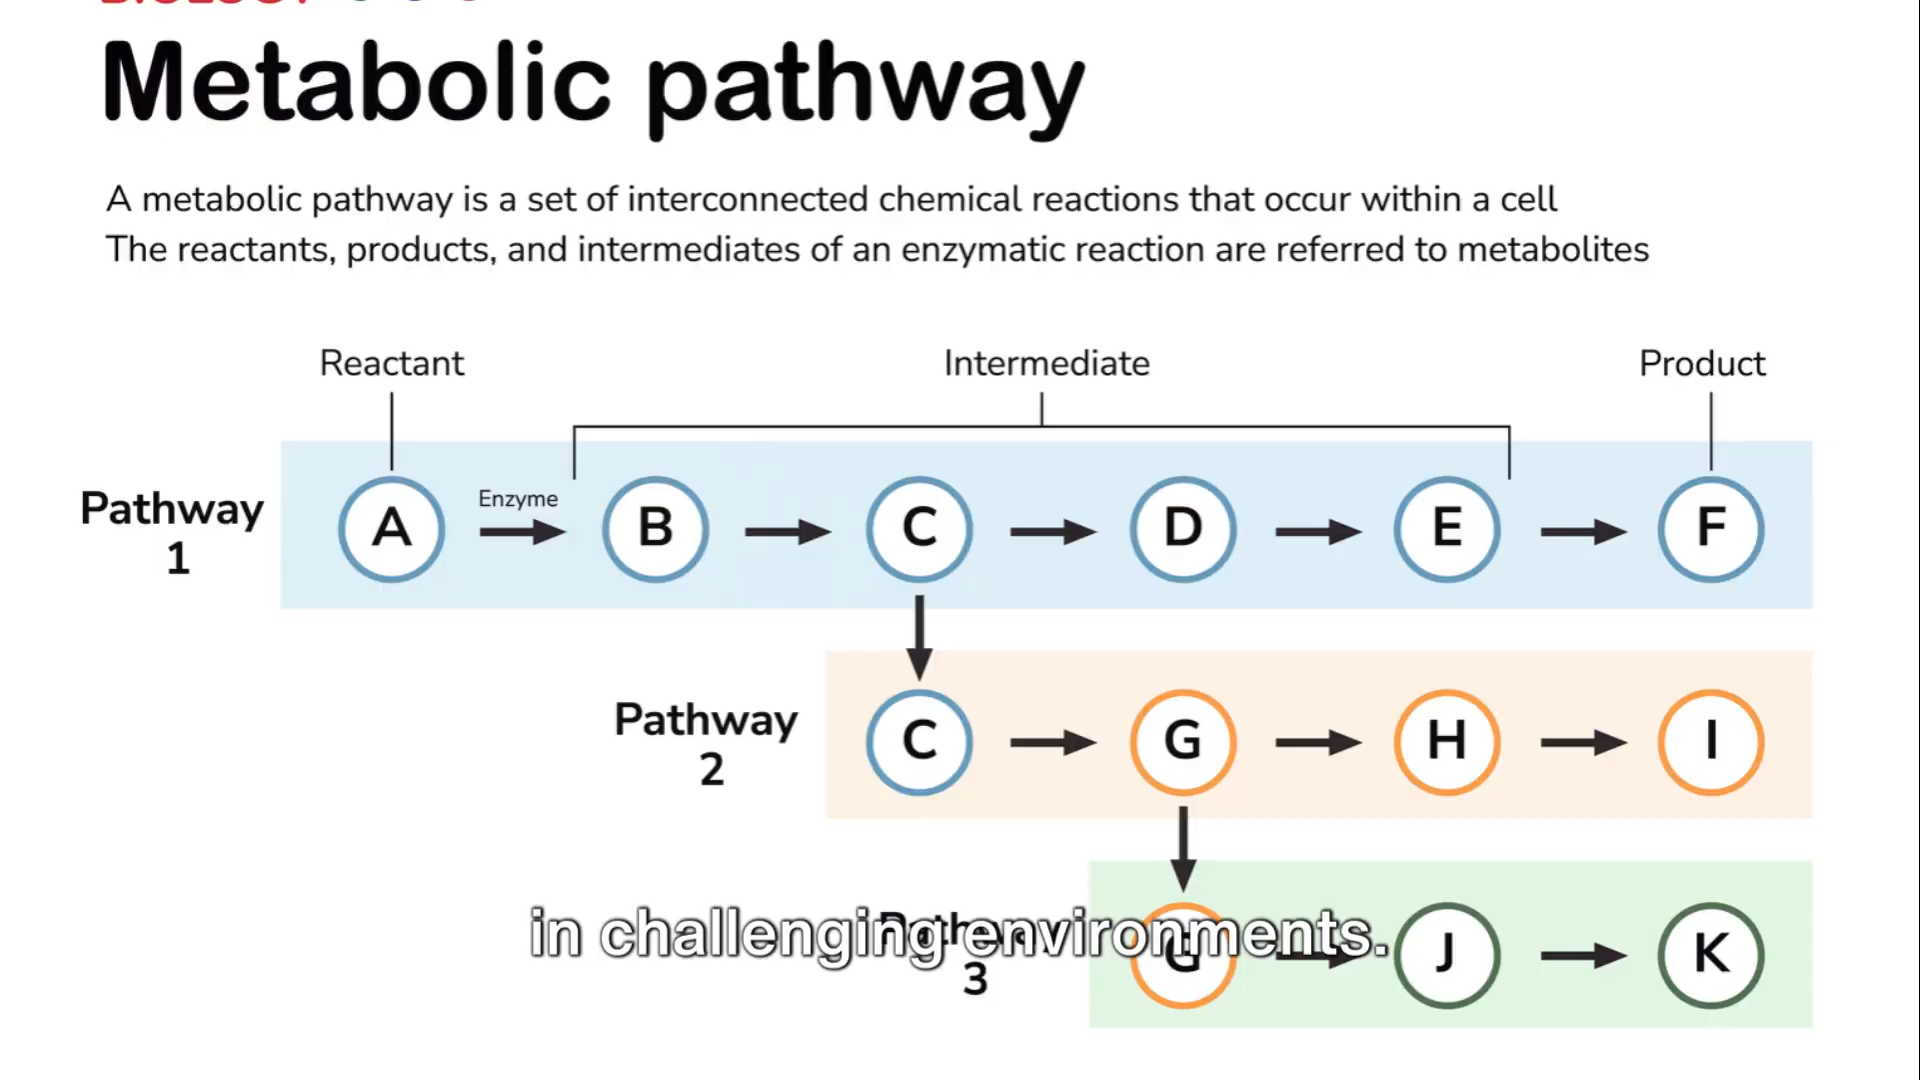 Metabolic pathway
A metabolic pathway is a set of interconnected chemical reactions that occur within a cell
The reactants, products, and intermediates of an enzymatic reaction are referred to metabolites
Reactant
Intermediate
Product
Pathway
1
A
Enzyme
B
C
D
E
F
Pathway
2
C
G
H
I
Pathway
3
G
J
K
in challenging environments.